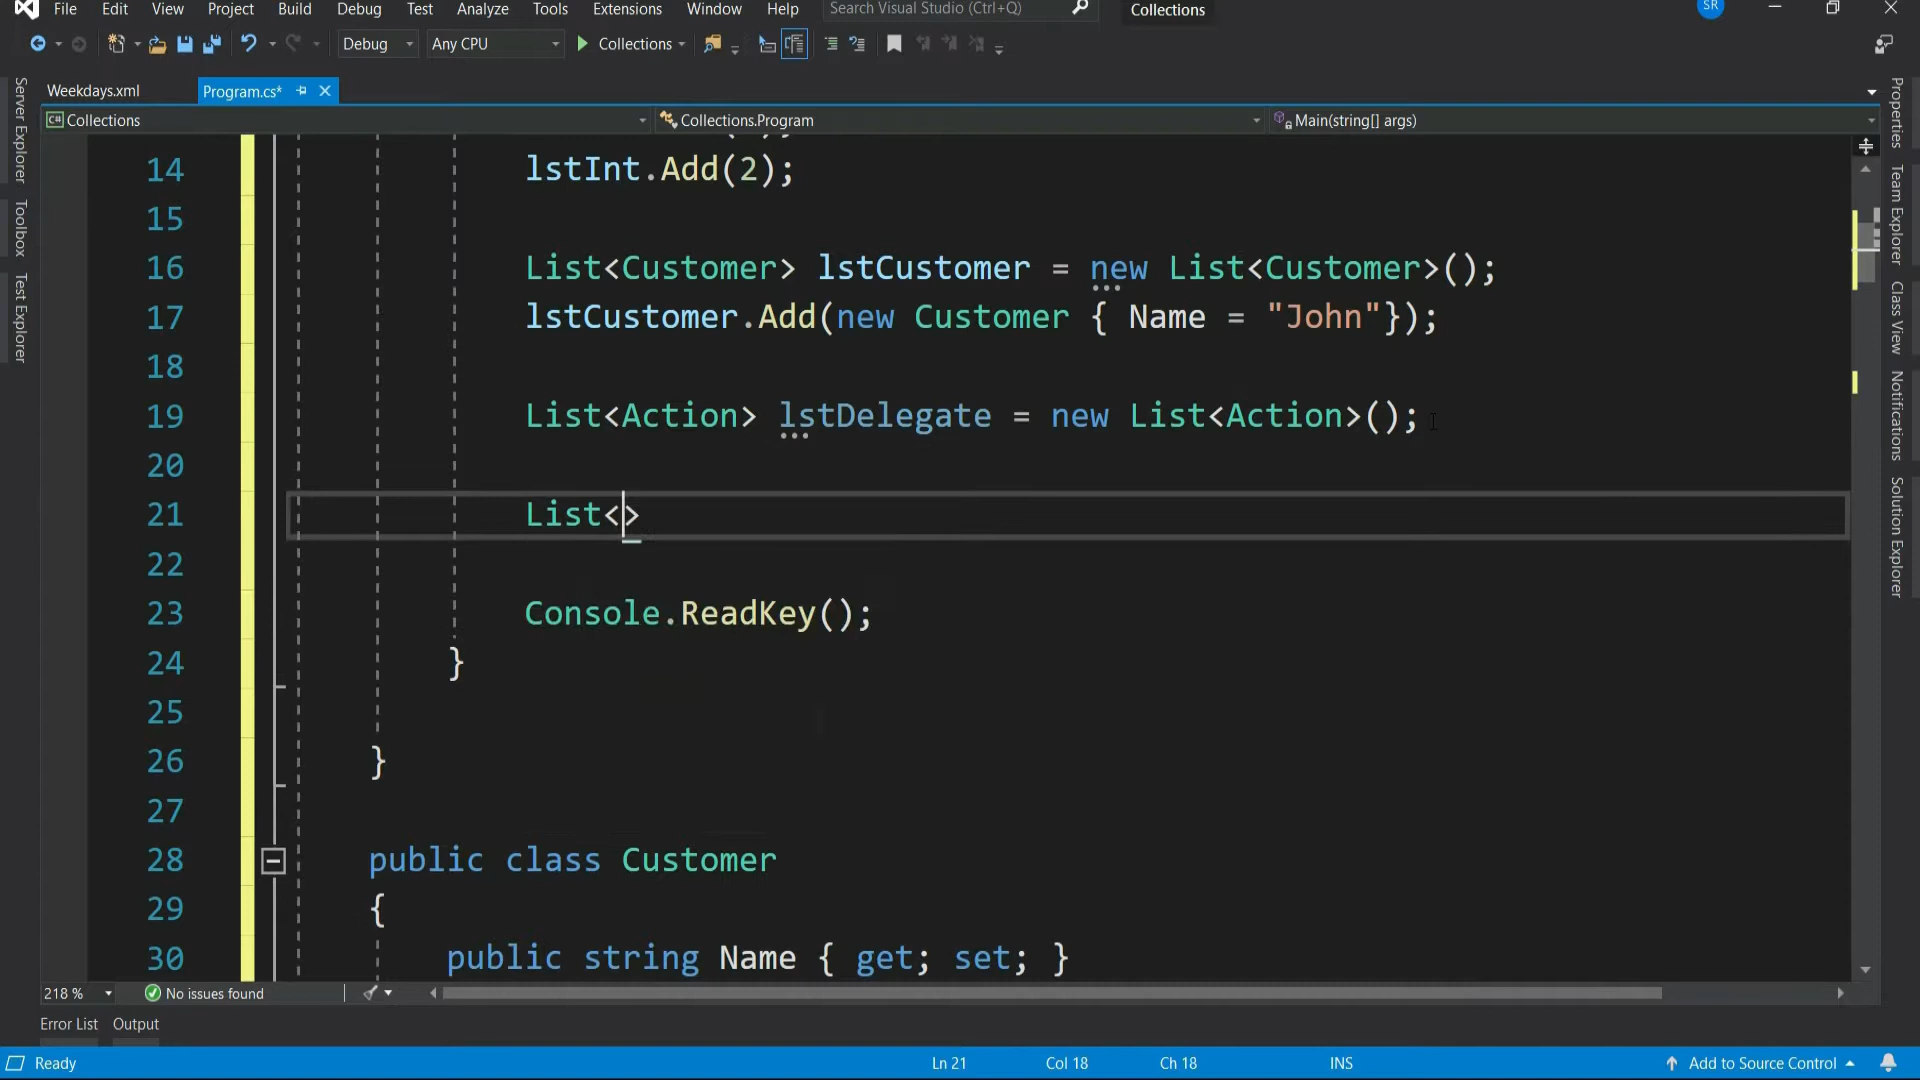 File Edit View Project Build Debug Test Analyze Tools Extensions Window Help Search Visual Studio (Ctrl+Q) Collections SR
Debug Any CPU Collections
Weekdays.xml Program.cs*
C# Collections Collections.Program Main(string[] args)
14 lstInt.Add(2);
15
16 List<Customer> lstCustomer = new List<Customer>();
17 lstCustomer.Add(new Customer { Name = "John"});
18
19 List<Action> lstDelegate = new List<Action>();
20
21 List<>
22
23 Console.ReadKey();
24 }
25
26 }
27
28 public class Customer
29 {
30 public string Name { get; set; }
218 % No issues found
Error List Output
Ready Ln 21 Col 18 Ch 18 INS Add to Source Control
Server Explorer
Toolbox
Test Explorer
Properties
Team Explorer
Class View
Notifications
Solution Explorer